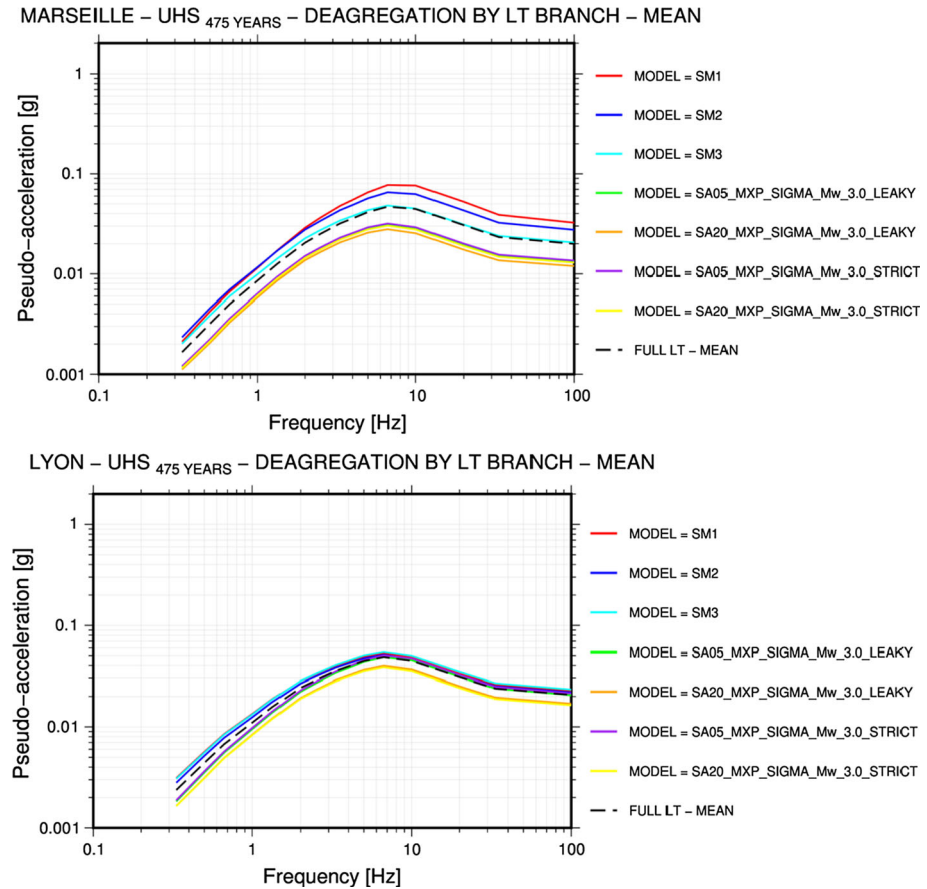 MARSEILLE – UHS 475 YEARS – DEAGREGATION BY LT BRANCH – MEAN
Pseudo–acceleration [g]
1
0.1
0.01
0.001
0.1
1
10
100
Frequency [Hz]
MODEL = SM1
MODEL = SM2
MODEL = SM3
MODEL = SA05_MXP_SIGMA_Mw_3.0_LEAKY
MODEL = SA20_MXP_SIGMA_Mw_3.0_LEAKY
MODEL = SA05_MXP_SIGMA_Mw_3.0_STRICT
MODEL = SA20_MXP_SIGMA_Mw_3.0_STRICT
FULL LT – MEAN
LYON – UHS 475 YEARS – DEAGREGATION BY LT BRANCH – MEAN
Pseudo–acceleration [g]
1
0.1
0.01
0.001
0.1
1
10
100
Frequency [Hz]
MODEL = SM1
MODEL = SM2
MODEL = SM3
MODEL = SA05_MXP_SIGMA_Mw_3.0_LEAKY
MODEL = SA20_MXP_SIGMA_Mw_3.0_LEAKY
MODEL = SA05_MXP_SIGMA_Mw_3.0_STRICT
MODEL = SA20_MXP_SIGMA_Mw_3.0_STRICT
FULL LT – MEAN